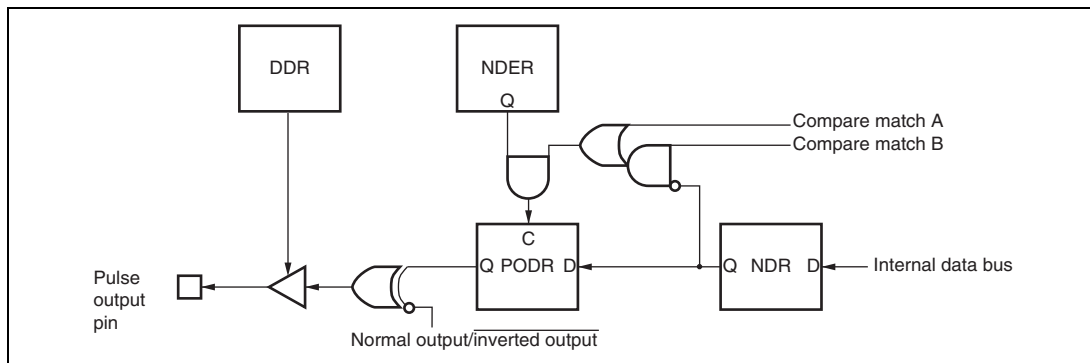 DDR
NDER
Q
Compare match A
Compare match B
C
Q PODR D
Q NDR D
Internal data bus
Pulse
output
pin
Normal output/inverted output